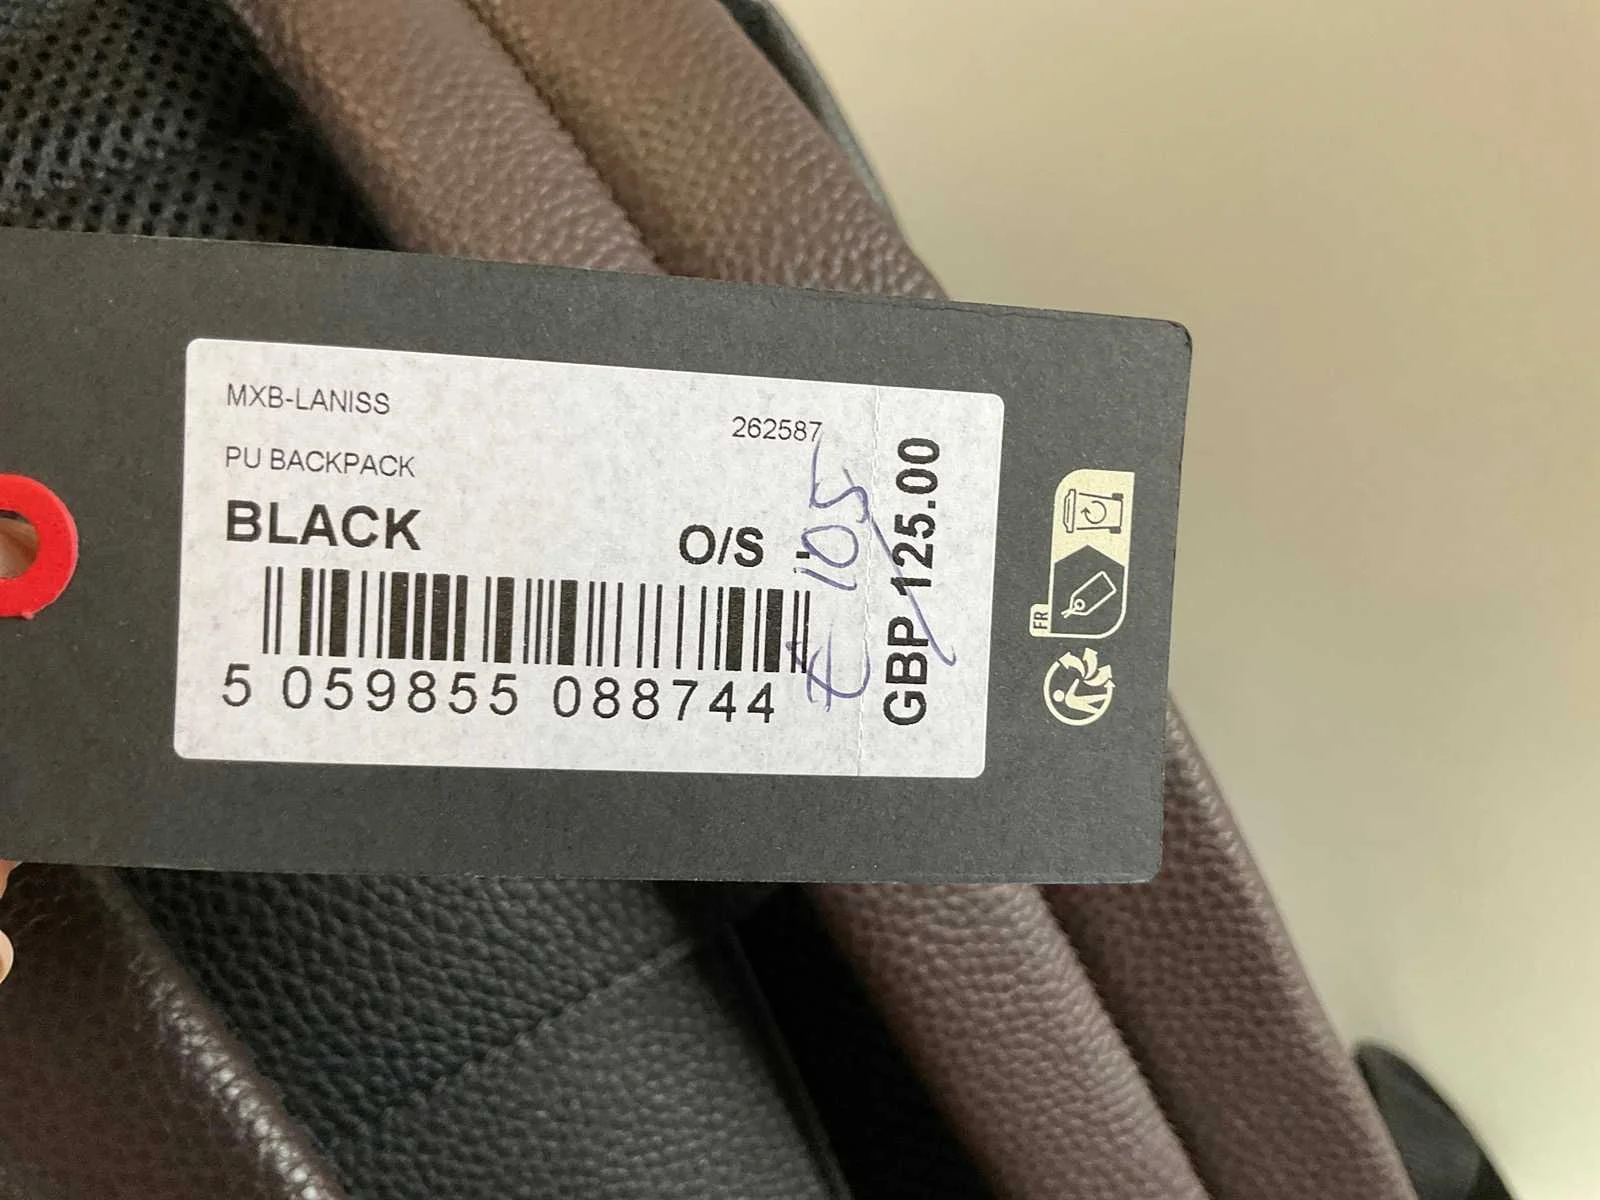 MXB-LANISS
262587
PU BACKPACK
BLACK
O/S
5 059855 088744
£ 105
GBP 125.00
FR